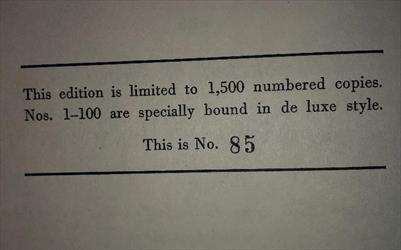 This edition is limited to 1,500 numbered copies.
Nos. 1–100 are specially bound in de luxe style.
This is No. 85